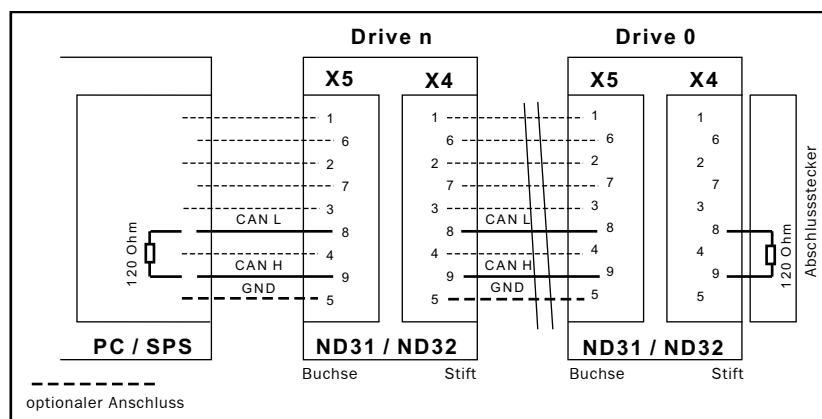 Drive n
Drive 0
X5 X4 X5 X4
1 1 1 1
6 6 6 6
2 2 2 2
7 7 7 7
3 3 3 3
CAN L CAN L
8 8 8 8
4 4 4 4
CAN H CAN H
9 9 9 9
GND GND
5 5 5 5
120 Ohm
120 Ohm
Abschlussstecker
PC / SPS
ND31 / ND32
ND31 / ND32
Buchse Stift Buchse Stift
optionaler Anschluss